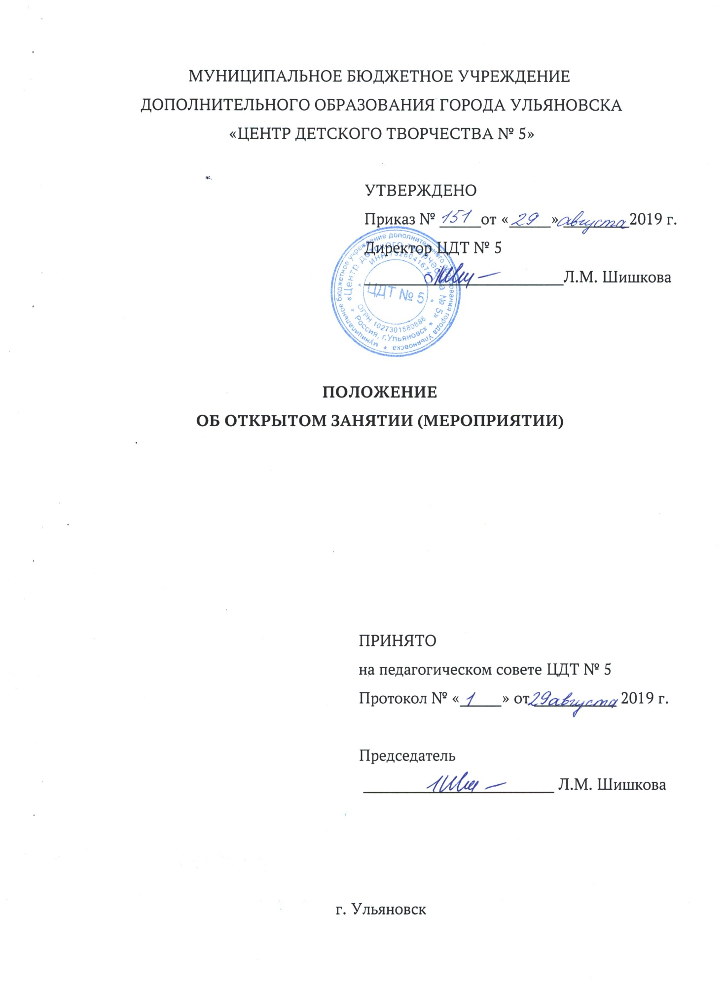 МУНИЦИПАЛЬНОЕ БЮДЖЕТНОЕ УЧРЕЖДЕНИЕ
ДОПОЛНИТЕЛЬНОГО ОБРАЗОВАНИЯ ГОРОДА УЛЬЯНОВСКА
«ЦЕНТР ДЕТСКОГО ТВОРЧЕСТВА № 5»
УТВЕРЖДЕНО
Приказ № 151 от «29» августа 2019 г.
Директор ЦДТ № 5
Л.М. Шишкова
муниципальное бюджетное учреждение дополнительного образования города Ульяновска
«Центр детского творчества № 5»
Россия, г.Ульяновск
ИНН
ОГРН 1027301580888
ЦДТ № 5
ПОЛОЖЕНИЕ
ОБ ОТКРЫТОМ ЗАНЯТИИ (МЕРОПРИЯТИИ)
ПРИНЯТО
на педагогическом совете ЦДТ № 5
Протокол № «1» от 29 августа 2019 г.
Председатель
Л.М. Шишкова
г. Ульяновск